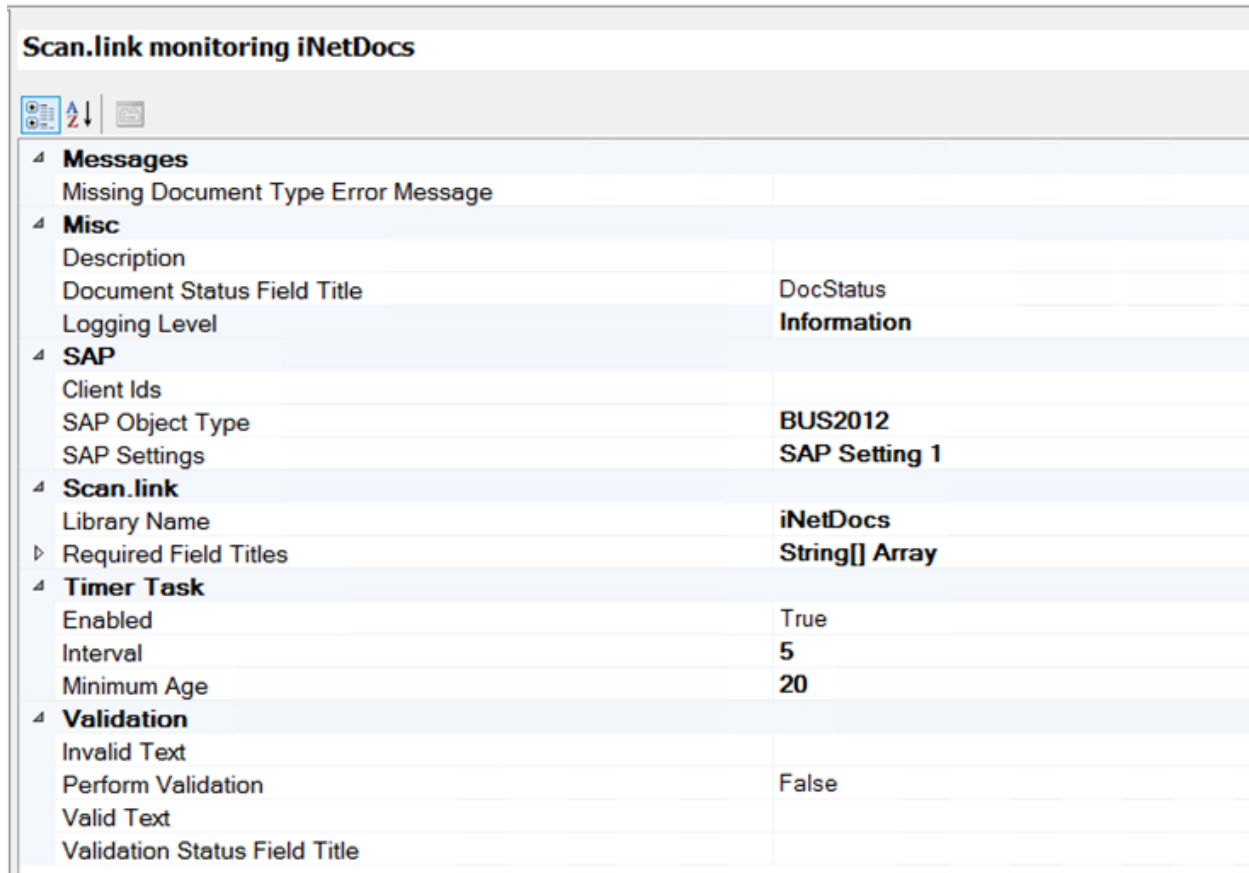 Scan.link monitoring iNetDocs
Messages
Missing Document Type Error Message
Misc
Description
Document Status Field Title DocStatus
Logging Level Information
SAP
Client Ids
SAP Object Type BUS2012
SAP Settings SAP Setting 1
Scan.link
Library Name iNetDocs
Required Field Titles String[] Array
Timer Task
Enabled True
Interval 5
Minimum Age 20
Validation
Invalid Text
Perform Validation False
Valid Text
Validation Status Field Title